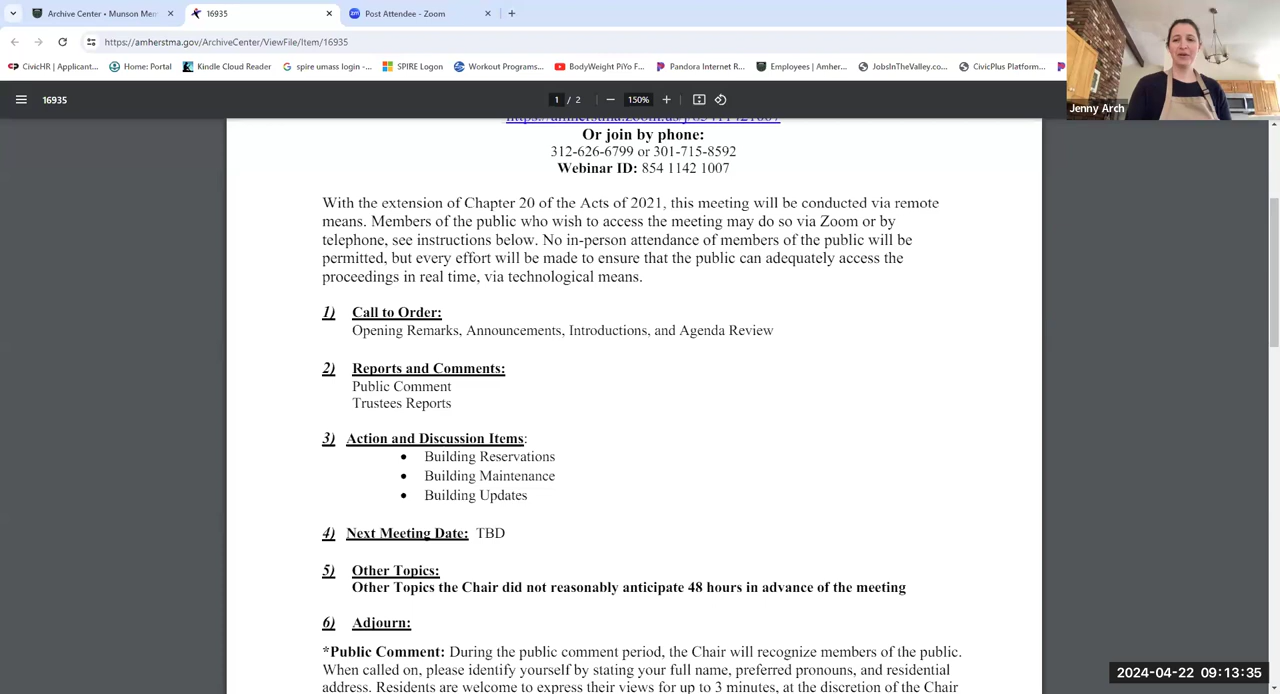 Archive Center • Munson Mem
16935
Post Attendee - Zoom
https://amherstma.gov/ArchiveCenter/ViewFile/Item/16935
CivicHR | Applicant...
Home: Portal
Kindle Cloud Reader
spire umass login -...
SPIRE Logon
Workout Programs...
BodyWeight PiYo F...
Pandora Internet R...
Employees | Amher...
JobsInTheValley.co...
CivicPlus Platform...
16935
1 / 2
150%
Jenny Arch
Or join by phone:
312-626-6799 or 301-715-8592
Webinar ID: 854 1142 1007
With the extension of Chapter 20 of the Acts of 2021, this meeting will be conducted via remote
means. Members of the public who wish to access the meeting may do so via Zoom or by
telephone, see instructions below. No in-person attendance of members of the public will be
permitted, but every effort will be made to ensure that the public can adequately access the
proceedings in real time, via technological means.
1) Call to Order:
Opening Remarks, Announcements, Introductions, and Agenda Review
2) Reports and Comments:
Public Comment
Trustees Reports
3) Action and Discussion Items:
• Building Reservations
• Building Maintenance
• Building Updates
4) Next Meeting Date: TBD
5) Other Topics:
Other Topics the Chair did not reasonably anticipate 48 hours in advance of the meeting
6) Adjourn:
*Public Comment: During the public comment period, the Chair will recognize members of the public.
When called on, please identify yourself by stating your full name, preferred pronouns, and residential
address. Residents are welcome to express their views for up to 3 minutes, at the discretion of the Chair
2024-04-22 09:13:35